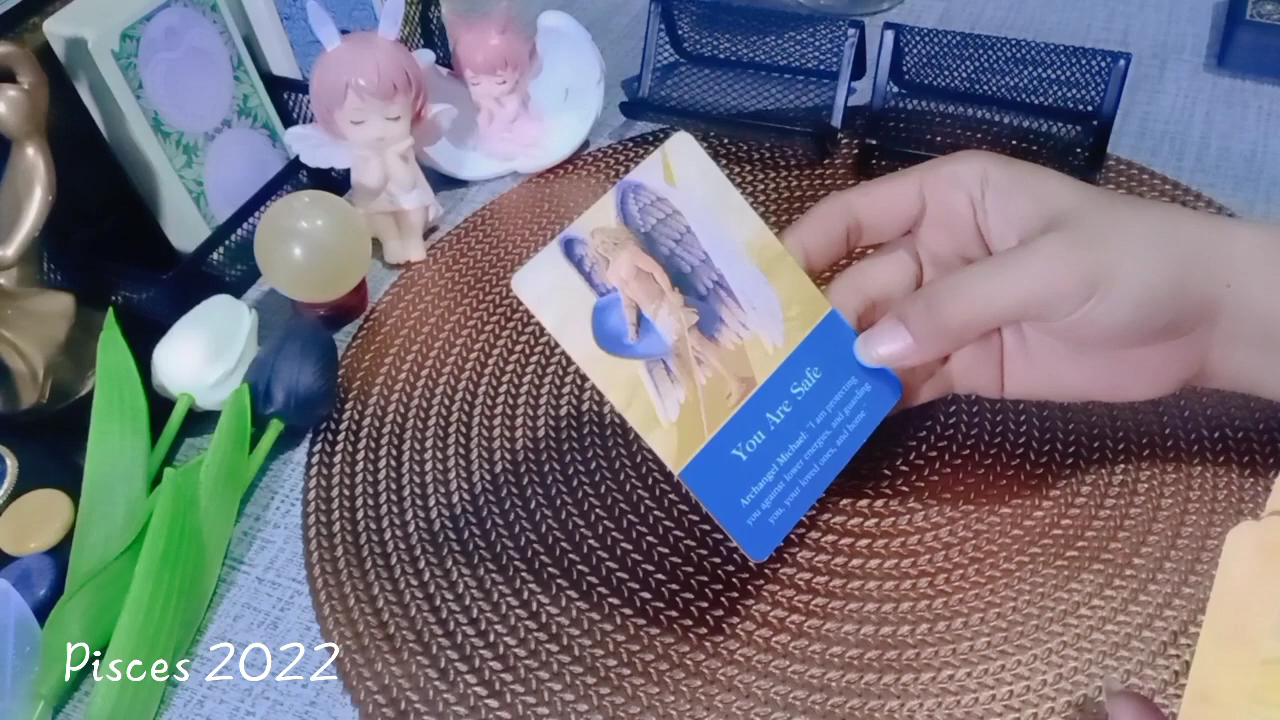 You Are Safe
Archangel Michael: "I am protecting
you against lower energies, and guarding
you, your loved ones, and home
Pisces 2022